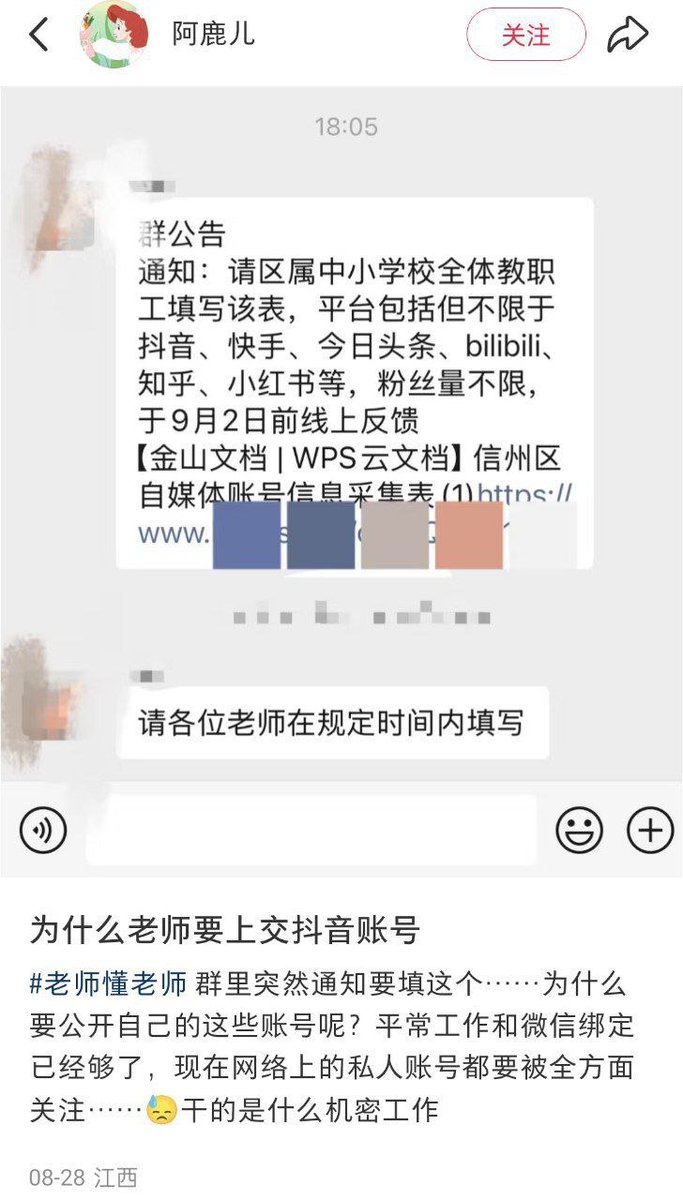 阿鹿儿
关注
18:05
群公告
通知：请区属中小学校全体教职
工填写该表，平台包括但不限于
抖音、快手、今日头条、bilibili、
知乎、小红书等，粉丝量不限，
于9月2日前线上反馈
【金山文档 | WPS云文档】信州区
自媒体账号信息采集表 (1)https://
www.
请各位老师在规定时间内填写
为什么老师要上交抖音账号
#老师懂老师 群里突然通知要填这个……为什么
要公开自己的这些账号呢？平常工作和微信绑定
已经够了，现在网络上的私人账号都要被全方面
关注……😓干的是什么机密工作
08-28 江西